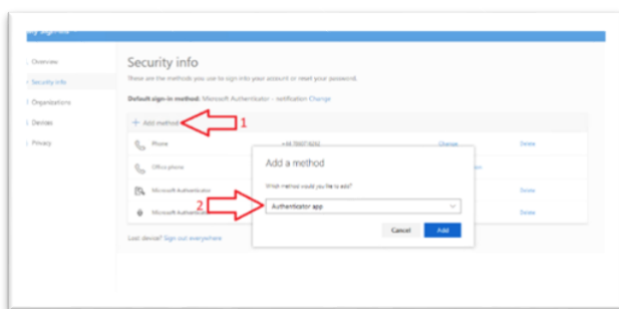 Overview
Security info
Organisations
Devices
Privacy
Security info
These are the methods you use to sign into your account or reset your password.
Default sign-in method: Microsoft Authenticator - notification Change
+ Add method
1
Phone
Change
Delete
Office phone
Microsoft Authenticator
Delete
Microsoft
Delete
Add a method
Which method would you like to add?
2
Authenticator app
Cancel
Add
Lost device? Sign out everywhere